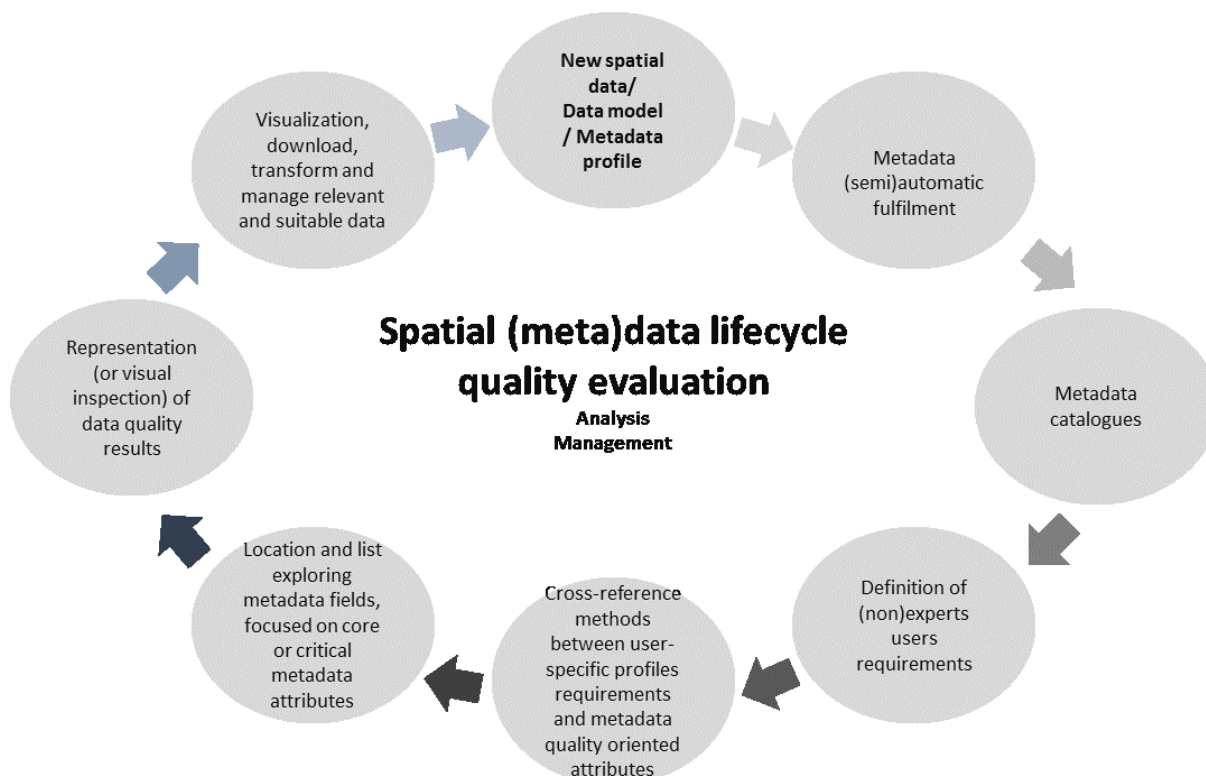 New spatial
data/
Data model
/ Metadata
profile
Metadata
(semi)automatic
fulfilment
Metadata
catalogues
Definition of
(non)experts
users
requirements
Cross-reference
methods
between user-
specific profiles
requirements
and metadata
quality oriented
attributes
Location and list
exploring
metadata fields,
focused on core
or critical
metadata
attributes
Representation
(or visual
inspection) of
data quality
results
Visualization,
download,
transform and
manage relevant
and suitable data
Spatial (meta)data lifecycle
quality evaluation
Analysis
Management